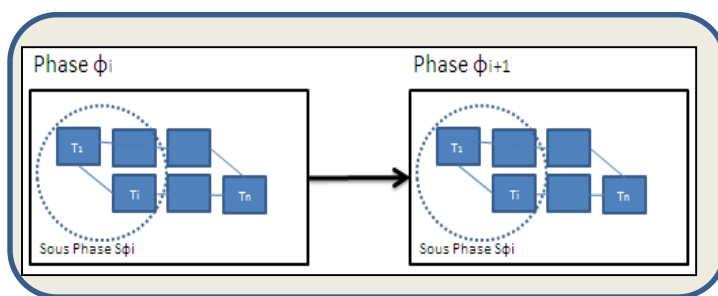 Phase ϕi
T1
Ti
Tn
Sous Phase Sϕi
Phase ϕi+1
T1
Ti
Tn
Sous Phase Sϕi